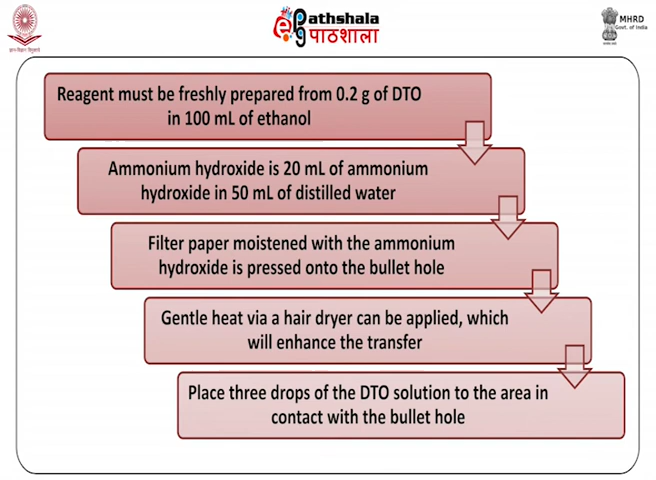 Pathshala
पाठशाला
MHRD
Govt. of India
Reagent must be freshly prepared from 0.2 g of DTO
in 100 mL of ethanol
Ammonium hydroxide is 20 mL of ammonium
hydroxide in 50 mL of distilled water
Filter paper moistened with the ammonium
hydroxide is pressed onto the bullet hole
Gentle heat via a hair dryer can be applied, which
will enhance the transfer
Place three drops of the DTO solution to the area in
contact with the bullet hole